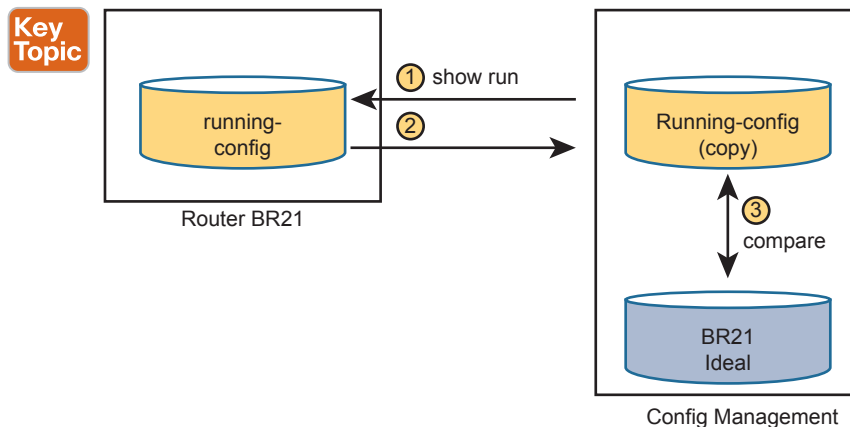 Key
Topic
1 show run
running-
config
2
Router BR21
Running-config
(copy)
3
compare
BR21
Ideal
Config Management